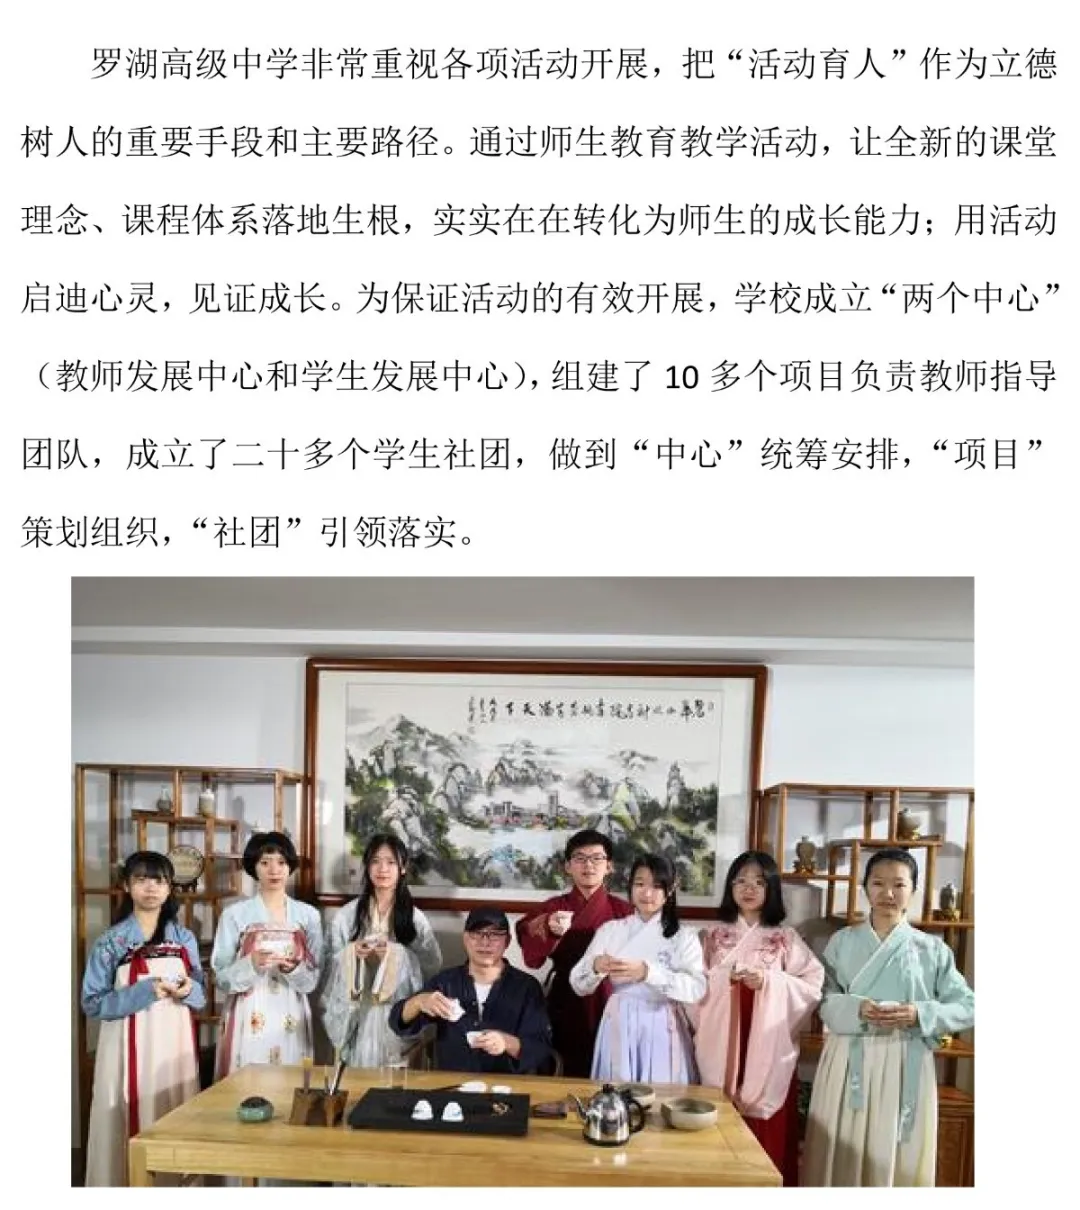 罗湖高级中学非常重视各项活动开展，把“活动育人”作为立德
树人的重要手段和主要路径。通过师生教育教学活动，让全新的课堂
理念、课程体系落地生根，实实在在转化为师生的成长能力；用活动
启迪心灵，见证成长。为保证活动的有效开展，学校成立“两个中心”
（教师发展中心和学生发展中心），组建了 10 多个项目负责教师指导
团队，成立了二十多个学生社团，做到“中心”统筹安排，“项目”
策划组织，“社团”引领落实。